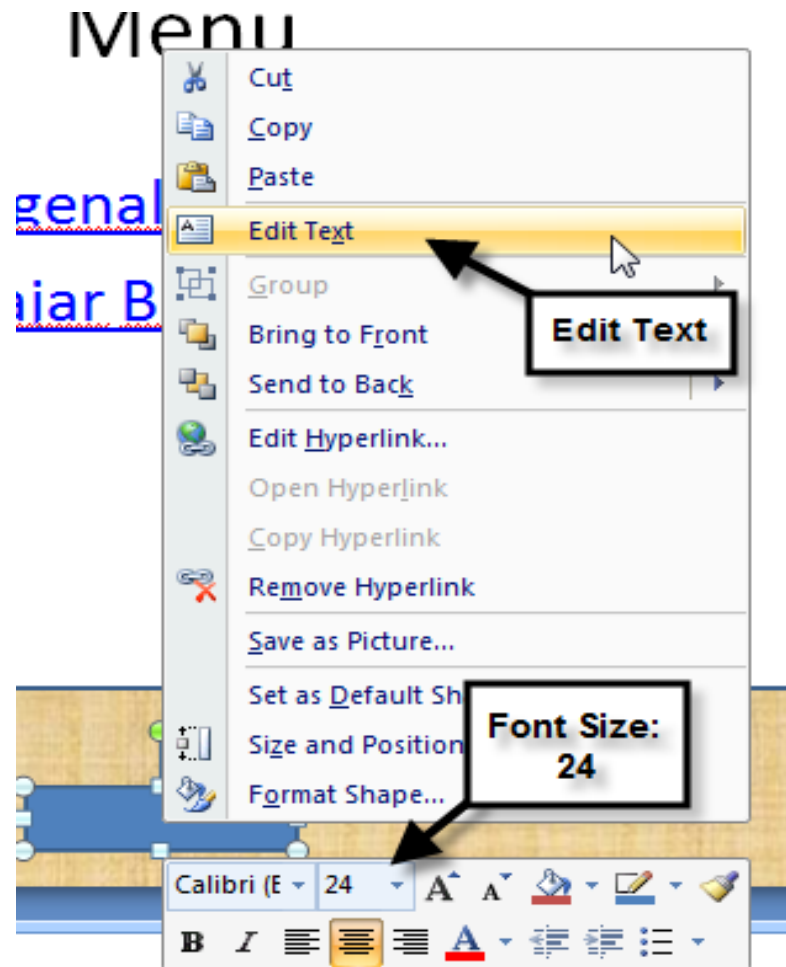 Menu
Cut
Copy
Paste
genal
Edit Text
ajar B
Group
Edit Text
Bring to Front
Send to Back
Edit Hyperlink...
Open Hyperlink
Copy Hyperlink
Remove Hyperlink
Save as Picture...
Set as Default Sh
Font Size:
24
Size and Position
Format Shape...
Calibri (E 24 A A
B I A